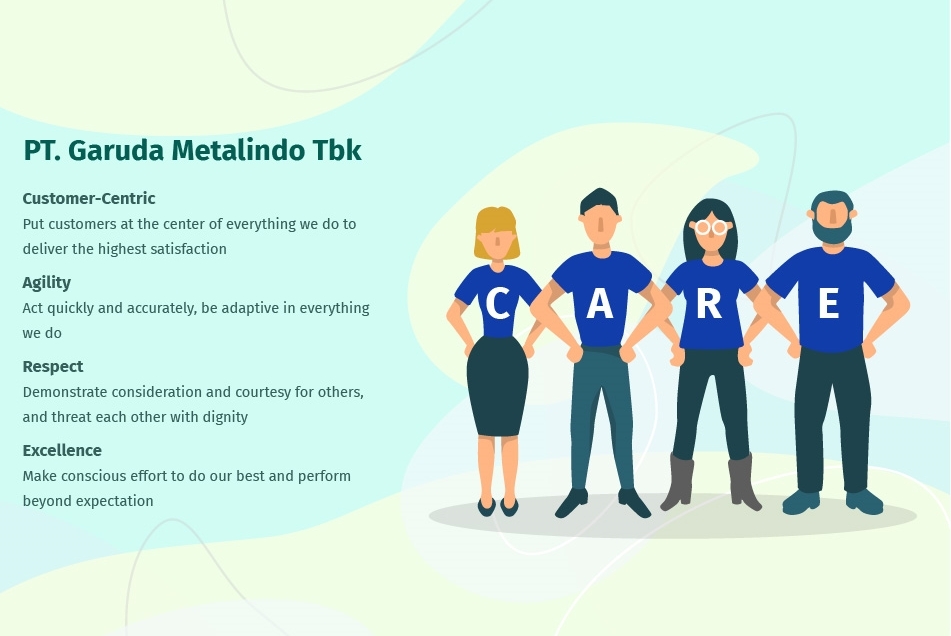 PT. Garuda Metalindo Tbk
Customer-Centric
Put customers at the center of everything we do to
deliver the highest satisfaction
Agility
Act quickly and accurately, be adaptive in everything
we do
Respect
Demonstrate consideration and courtesy for others,
and threat each other with dignity
Excellence
Make conscious effort to do our best and perform
beyond expectation
C A R E